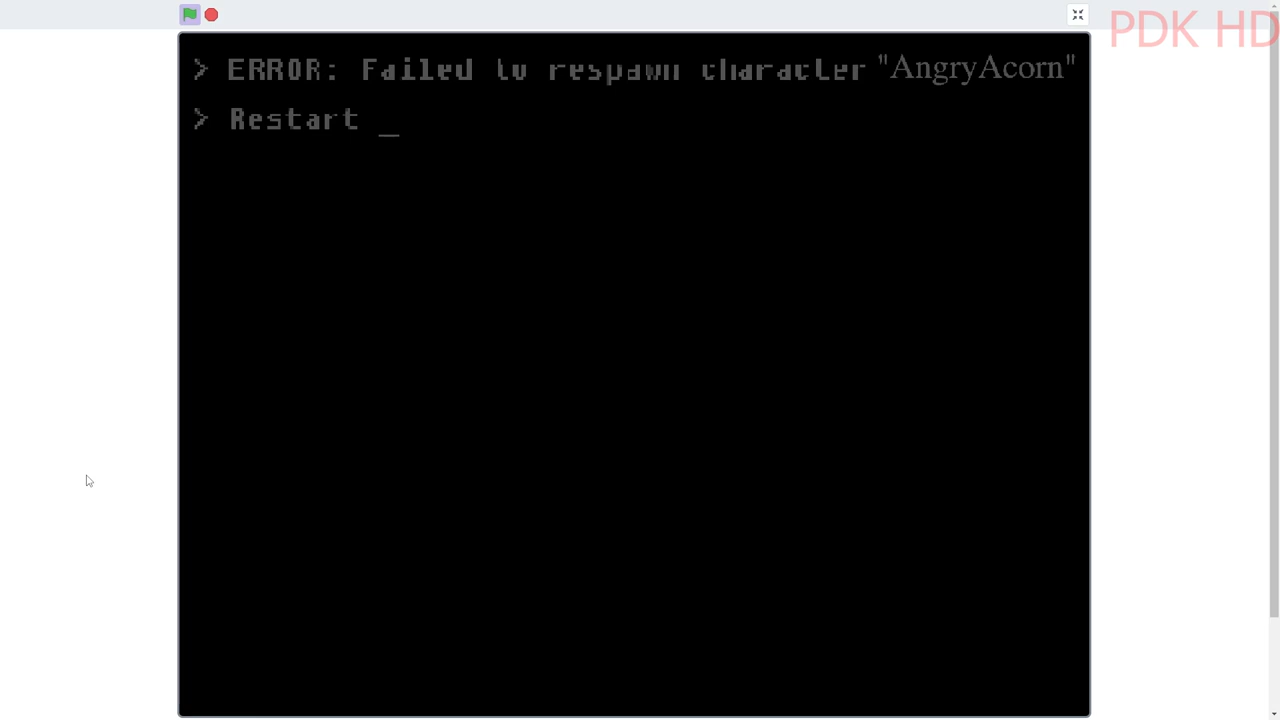 PDK HD
> ERROR: Failed to respawn character "AngryAcorn"
> Restart _